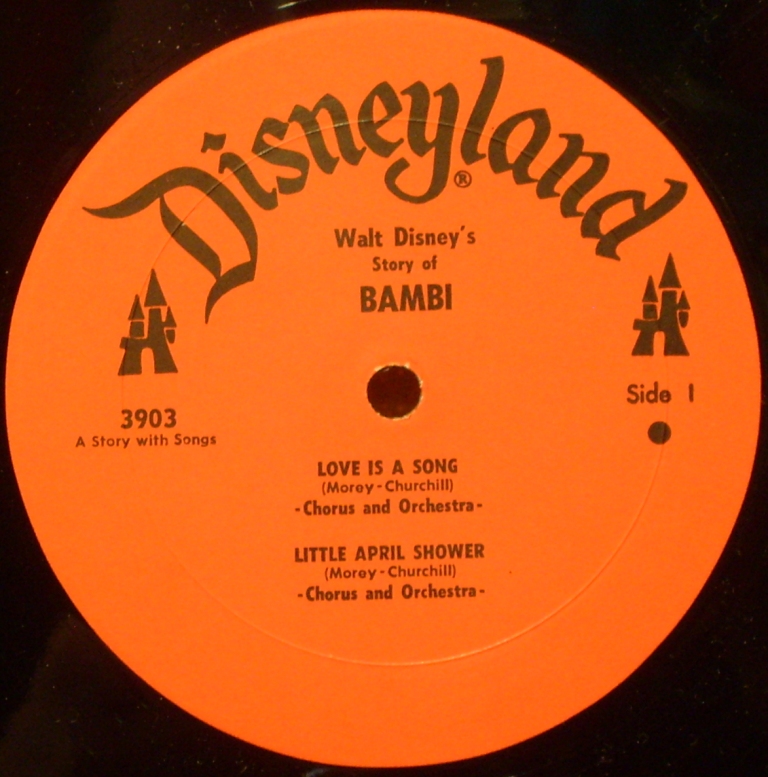 Disneyland
®
Walt Disney's
Story of
BAMBI
3903
A Story with Songs
Side 1
LOVE IS A SONG
(Morey-Churchill)
-Chorus and Orchestra-
LITTLE APRIL SHOWER
(Morey-Churchill)
-Chorus and Orchestra-